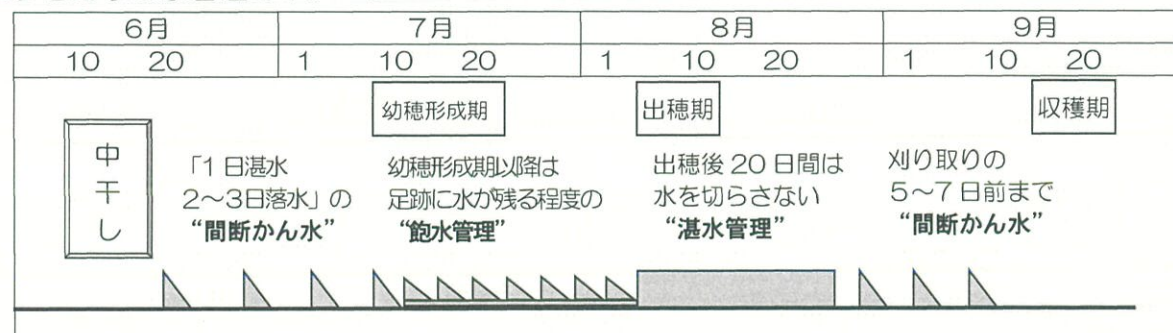 6月 7月 8月 9月
10 20 1 10 20 1 10 20 1 10 20
幼穂形成期 出穂期 収穫期
中干し
「1日湛水
2～3日落水」の
“間断かん水”
幼穂形成期以降は
足跡に水が残る程度の
“飽水管理”
出穂後20日間は
水を切らさない
“湛水管理”
刈り取りの
5～7日前まで
“間断かん水”